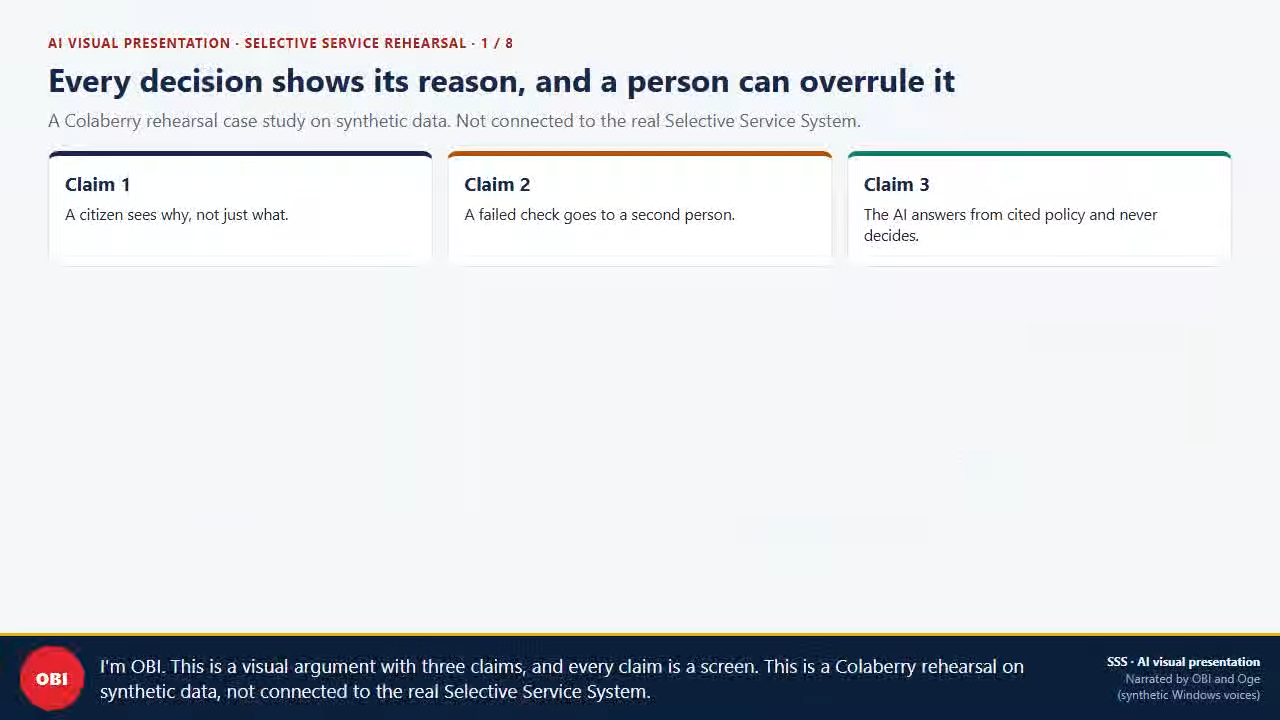 AI VISUAL PRESENTATION · SELECTIVE SERVICE REHEARSAL · 1 / 8
Every decision shows its reason, and a person can overrule it
A Colaberry rehearsal case study on synthetic data. Not connected to the real Selective Service System.
Claim 1
A citizen sees why, not just what.
Claim 2
A failed check goes to a second person.
Claim 3
The AI answers from cited policy and never
decides.
OBI
I'm OBI. This is a visual argument with three claims, and every claim is a screen. This is a Colaberry rehearsal on
synthetic data, not connected to the real Selective Service System.
SSS · AI visual presentation
Narrated by OBI and Oge
(synthetic Windows voices)